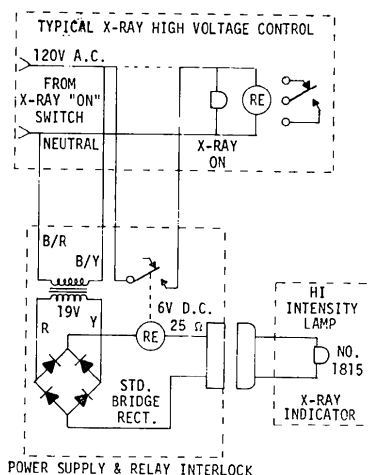 TYPICAL X-RAY HIGH VOLTAGE CONTROL
120V A.C.
FROM
X-RAY "ON"
SWITCH
NEUTRAL
RE
X-RAY
ON
B/R
B/Y
19V
R
Y
6V D.C.
25 Ω
RE
STD.
BRIDGE
RECT.
HI
INTENSITY
LAMP
NO.
1815
X-RAY
INDICATOR
POWER SUPPLY & RELAY INTERLOCK